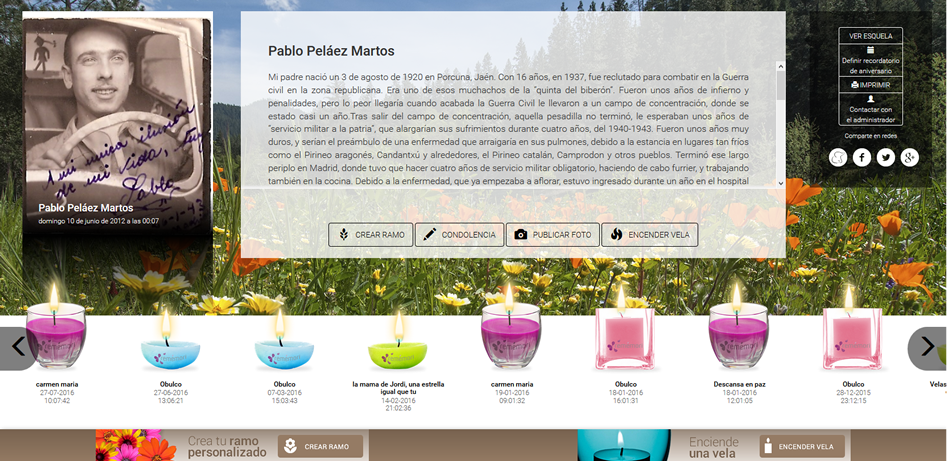 Pablo Peláez Martos
Mi padre nació un 3 de agosto de 1920 en Porcuna, Jaén. Con 16 años, en 1937, fue reclutado para combatir en la Guerra
civil en la zona republicana. Era uno de esos muchachos de la "quinta del biberón". Fueron unos años de infierno y
penalidades, pero lo peor llegaría cuando acabada la Guerra Civil le llevaron a un campo de concentración, donde se
estado casi un año.Tras salir del campo de concentración, aquella pesadilla no terminó, le esperaban unos años de
"servicio militar a la patria", que alargarían sus sufrimientos durante cuatro años, del 1940-1943. Fueron unos años muy
duros, y serian el preámbulo de una enfermedad que arraigaria en sus pulmones, debido a la estancia en lugares tan fríos
como el Pirineo aragonés, Candantxú y alrededores, el Pirineo catalán, Camprodon y otros pueblos. Terminó ese largo
periplo en Madrid, donde tuvo que hacer cuatro años de servicio militar obligatorio, haciendo de cabo furrier, y trabajando
también en la cocina. Debido a la enfermedad, que ya empezaba a aflorar, estuvo ingresado durante un año en el hospital
CREAR RAMO
CONDOLENCIA
PUBLICAR FOTO
ENCENDER VELA
VER ESQUELA
Definir recordatorio
de aniversario
IMPRIMIR
Contactar con
el administrador
Comparte en redes
A mi unica ilusión
de mi vida, tuyo
Pablo
Pablo Peláez Martos
domingo 10 de junio de 2012 a las 00:07
carmen maria
27-07-2016
10:07:42
Obulco
27-06-2016
13:06:21
Obulco
07-03-2016
15:03:43
la mama de Jordi, una estrella
igual que tu
14-02-2016
21:02:36
carmen maria
19-01-2016
09:01:32
Obulco
18-01-2016
16:01:31
Descansa en paz
18-01-2016
12:01:05
Obulco
28-12-2015
23:12:15
Velas
Crea tu ramo
personalizado
CREAR RAMO
Enciende
una vela
ENCENDER VELA